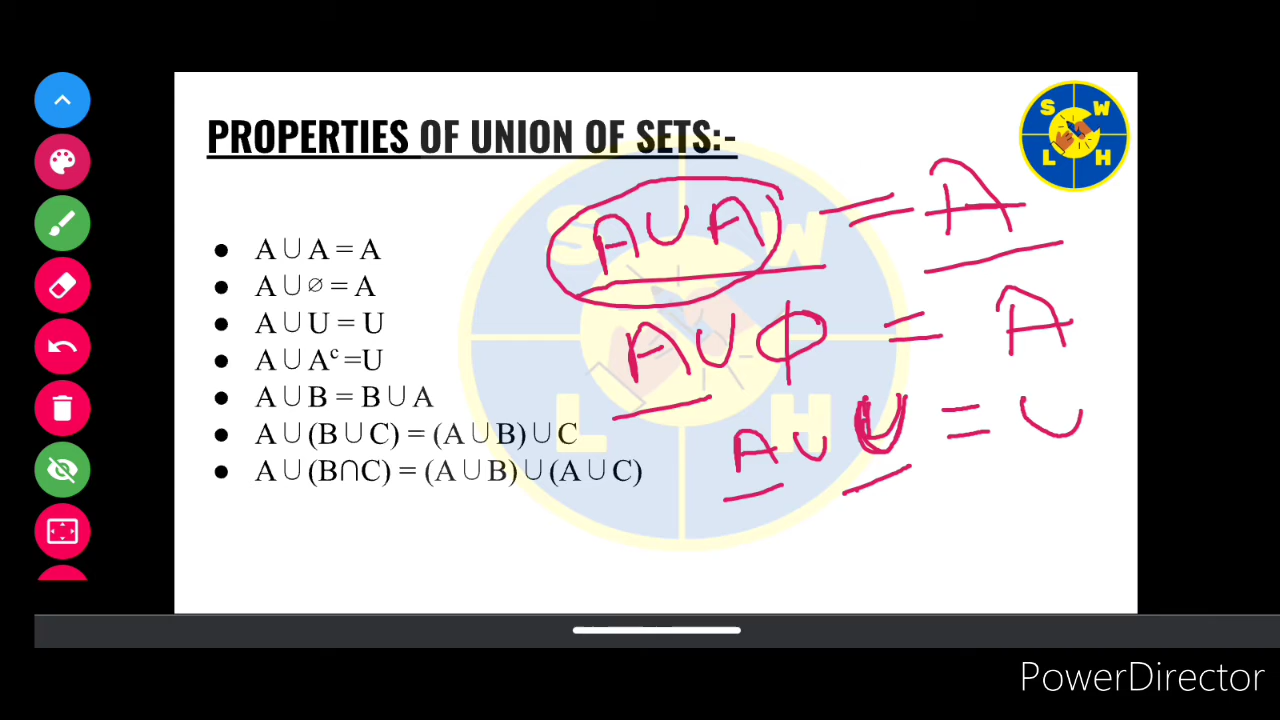 PROPERTIES OF UNION OF SETS:-
S W
L H
A ∪ A = A
A ∪ ∅ = A
A ∪ U = U
A ∪ Aᶜ =U
A ∪ B = B ∪ A
A ∪ (B ∪ C) = (A ∪ B) ∪ C
A ∪ (B∩C) = (A ∪ B) ∪ (A ∪ C)
A ∪ A = A
A ∪ ϕ = A
A ∪ U = U
S W
L H
PowerDirector